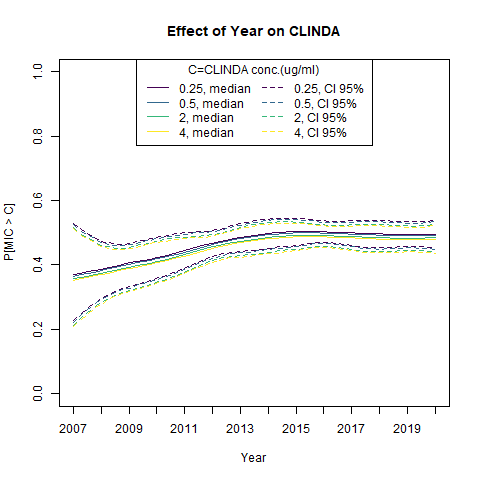 Effect of Year on CLINDA
C=CLINDA conc.(ug/ml)
0.25, median 0.25, CI 95%
0.5, median 0.5, CI 95%
2, median 2, CI 95%
4, median 4, CI 95%
P[MIC > C]
1.0
0.8
0.6
0.4
0.2
0.0
2007 2009 2011 2013 2015 2017 2019
Year